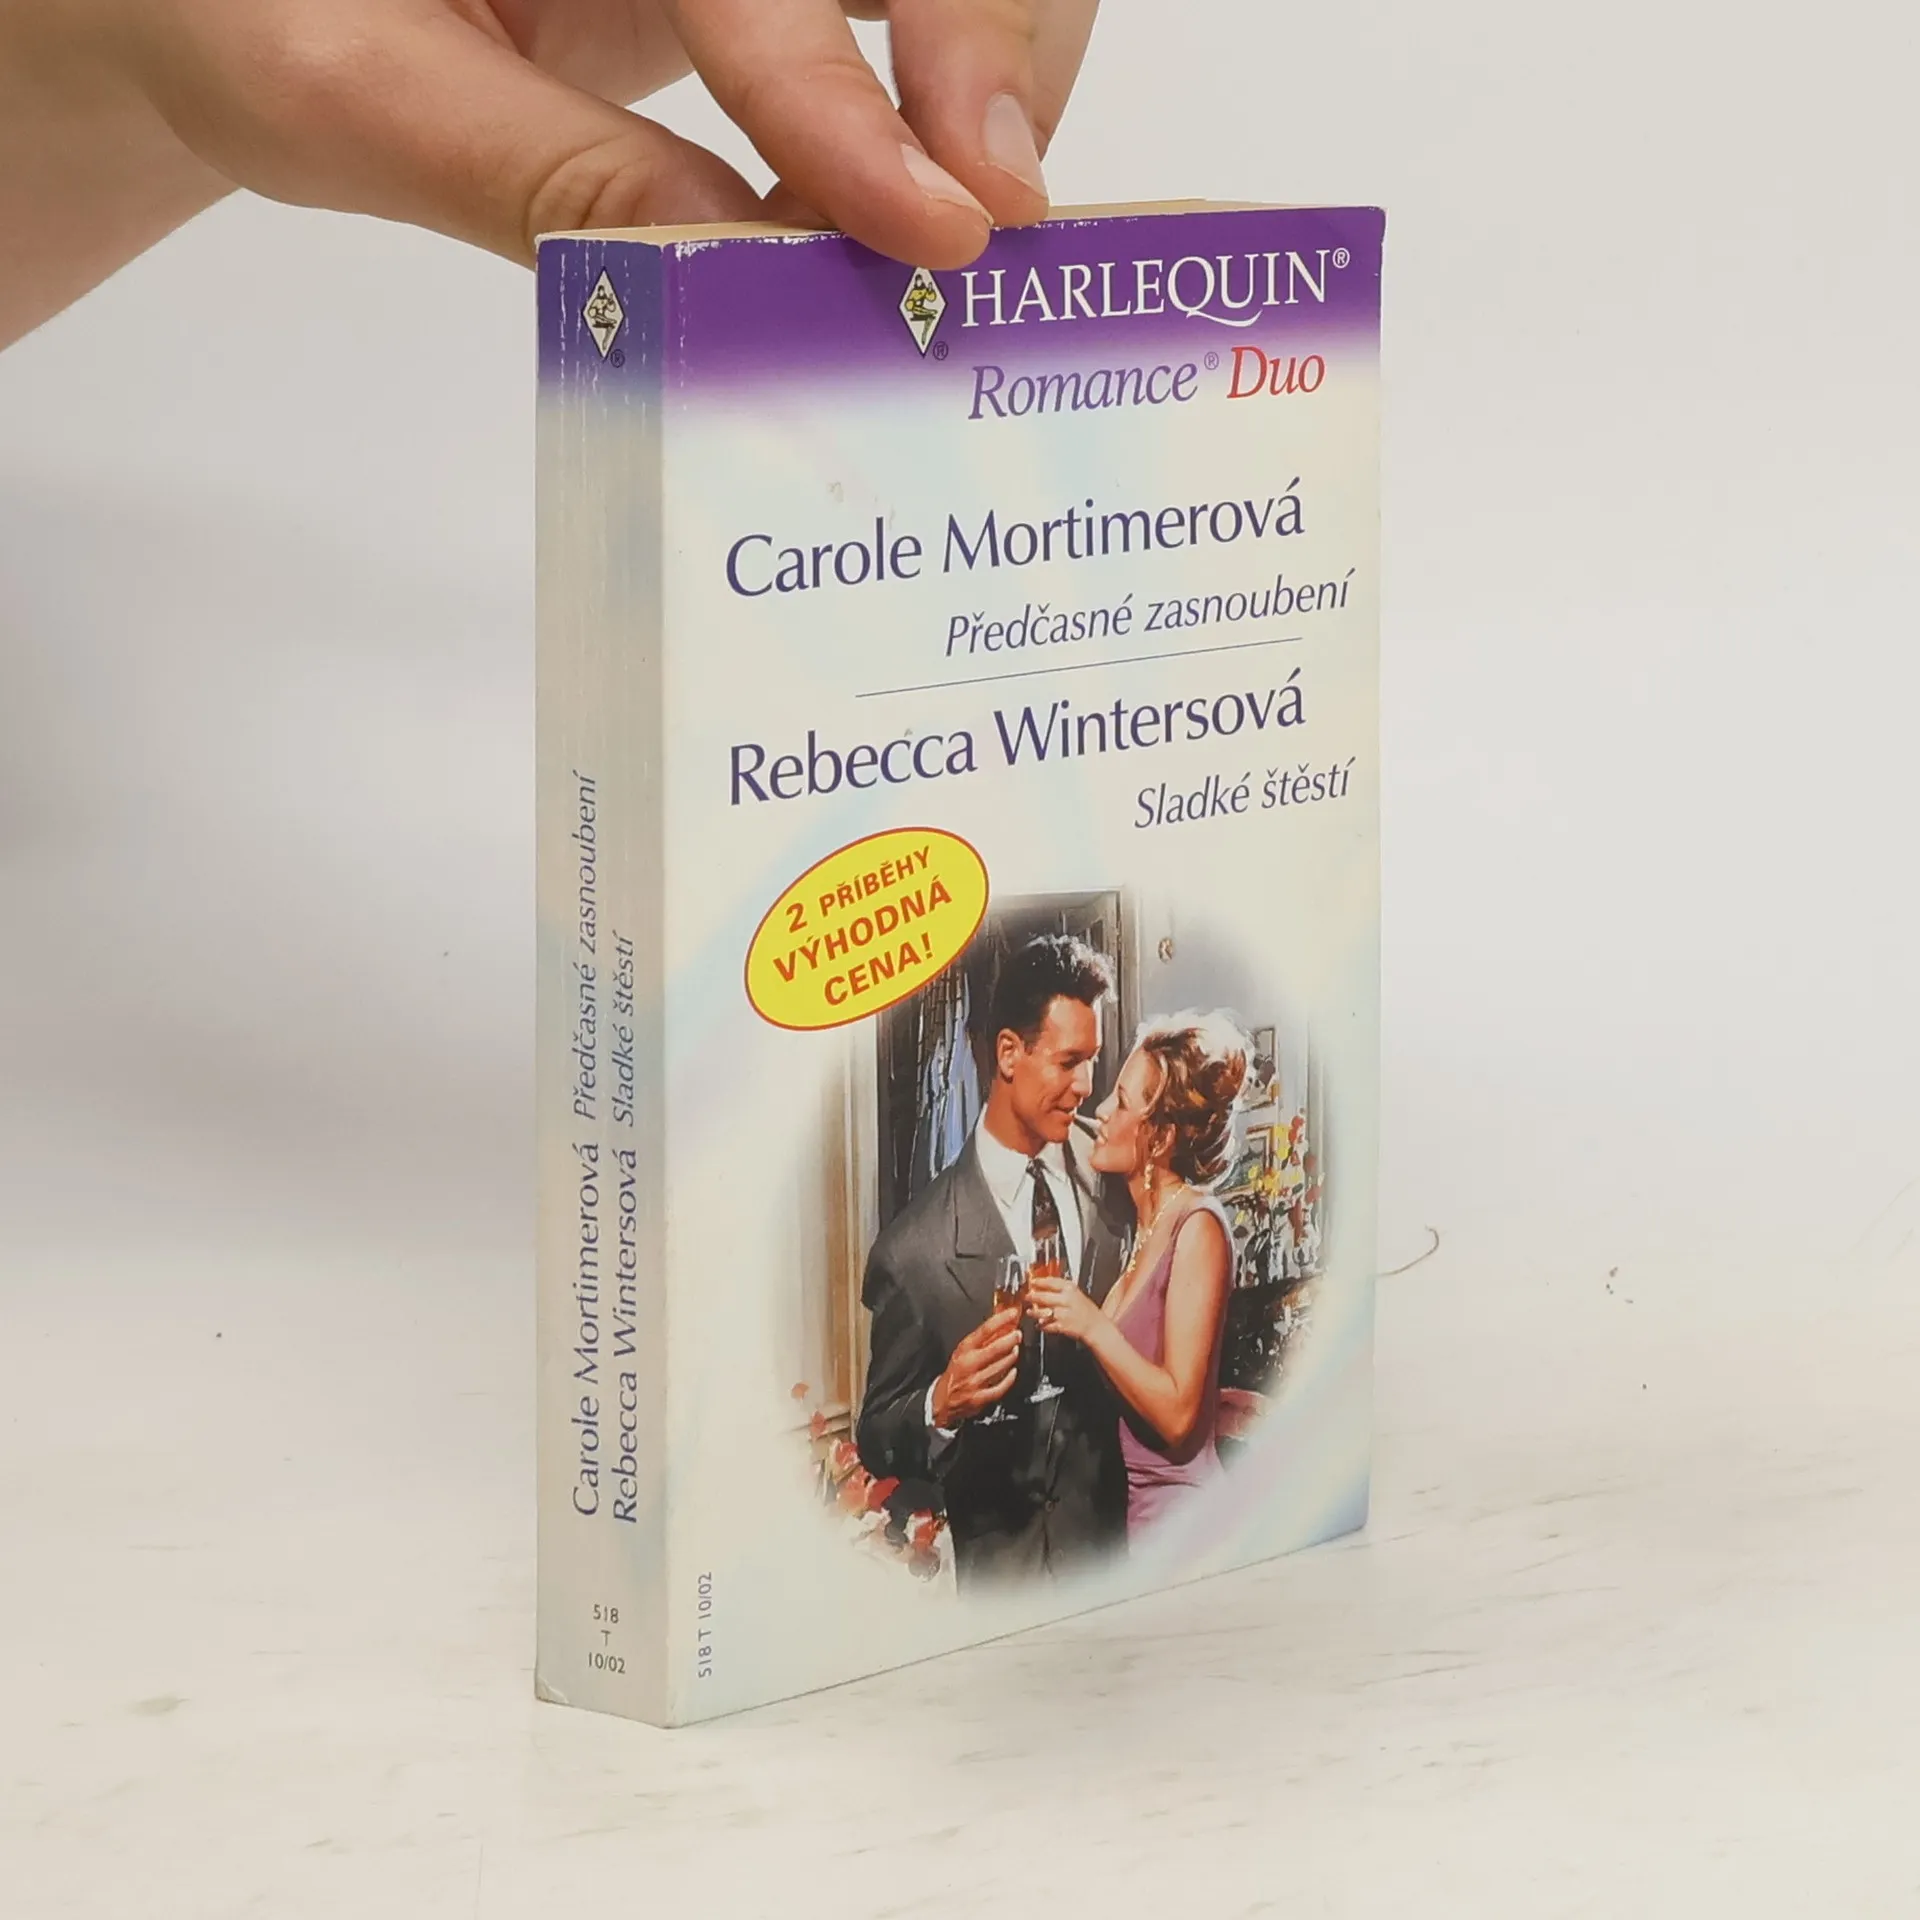 HARLEQUIN®
®
Romance® Duo
Carole Mortimerová
Předčasné zasnoubení
Rebecca Wintersová
Sladké štěstí
2 PŘÍBĚHY
VÝHODNÁ
CENA!
518 T 10/02
®
Carole Mortimerová Předčasné zasnoubení
Rebecca Wintersová Sladké štěstí
518
T
10/02